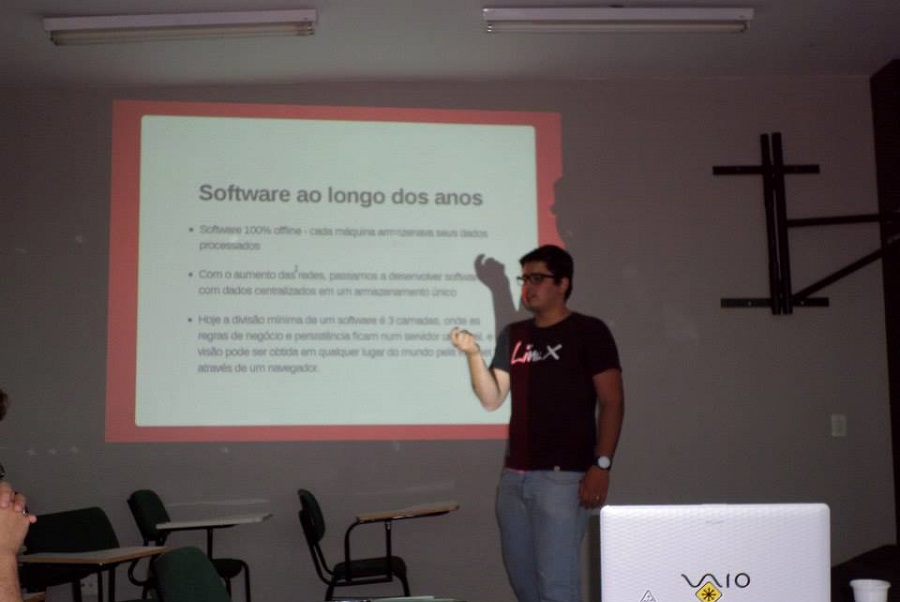 Software ao longo dos anos
• Software 100% offline - cada máquina armazenava seus dados
processados
• Com o aumento das redes, passamos a desenvolver software
com dados centralizados em um armazenamento único
• Hoje a divisão mínima de um software é 3 camadas, onde as
regras de negócio e persistência ficam num servidor e
visão pode ser obtida em qualquer lugar do mundo pela
através de um navegador.
Linux
VAIO